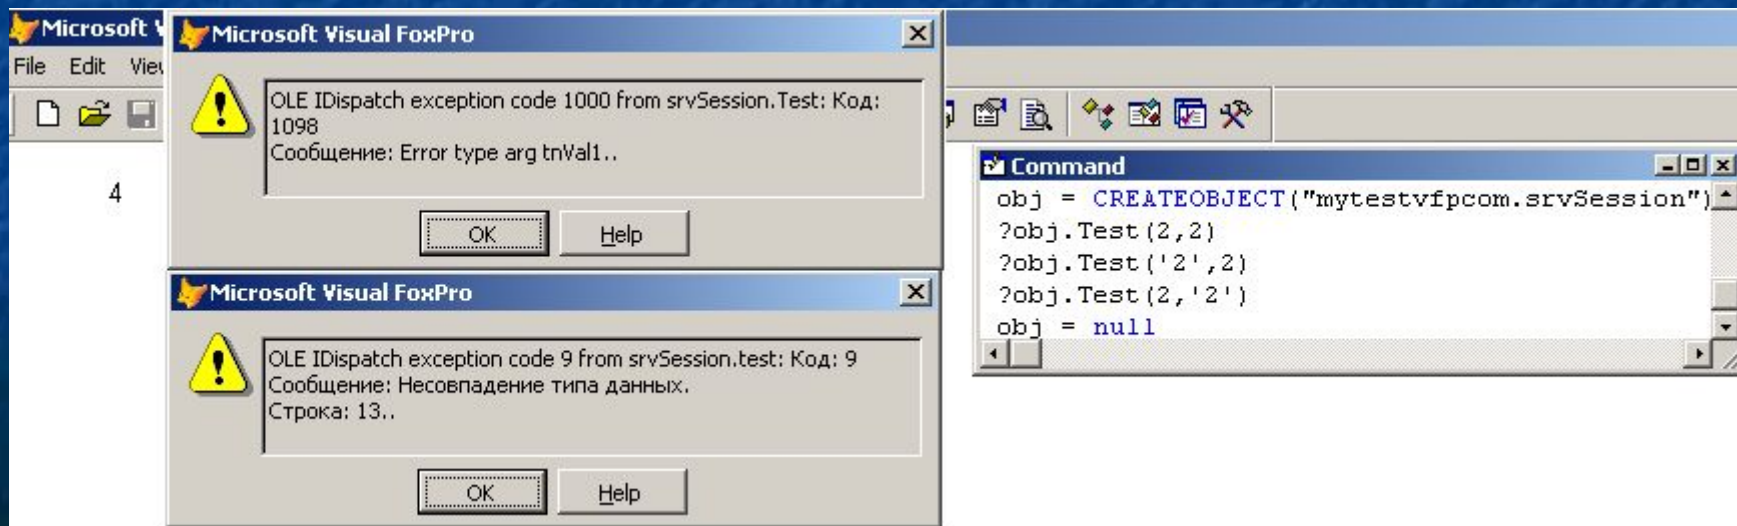 Microsoft V
File Edit Vie
4
Microsoft Visual FoxPro
OLE IDispatch exception code 1000 from srvSession.Test: Код:
1098
Сообщение: Error type arg tnVal1..
OK Help
Microsoft Visual FoxPro
OLE IDispatch exception code 9 from srvSession.test: Код: 9
Сообщение: Несовпадение типа данных.
Строка: 13..
OK Help
Command
obj = CREATEOBJECT("mytestvfpcom.srvSession")
?obj.Test(2,2)
?obj.Test('2',2)
?obj.Test(2,'2')
obj = null